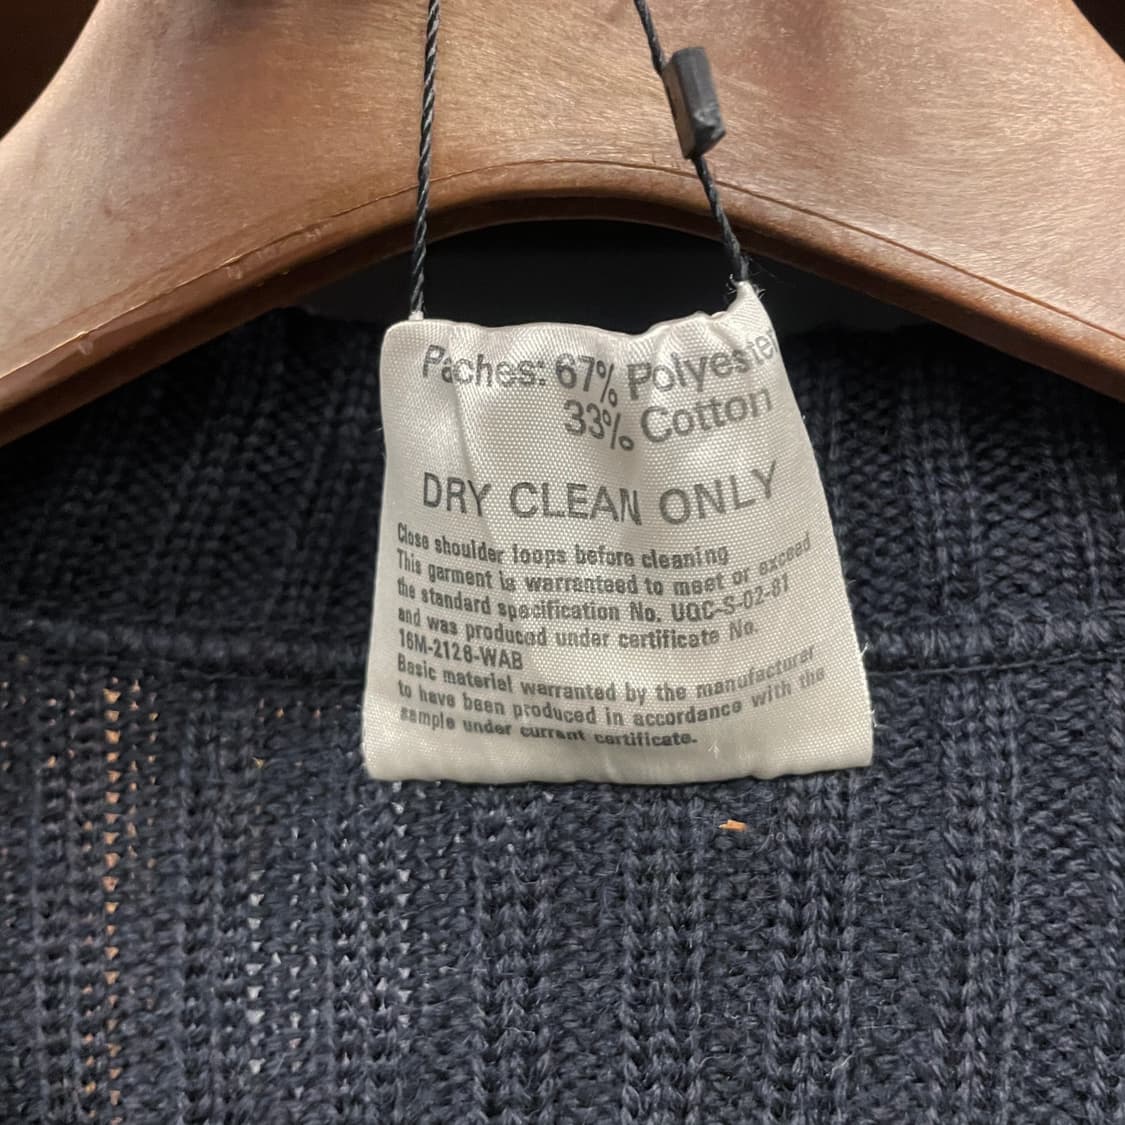 Paches: 67% Polyester
33% Cotton
DRY CLEAN ONLY
Close shoulder loops before cleaning
This garment is warranteed to meet or exceed
the standard specification No. UQC-S-02-81
and was produced under certificate No.
16M-2126-WAB
Basic material warranted by the manufacturer
to have been produced in accordance with the
sample under current certificate.